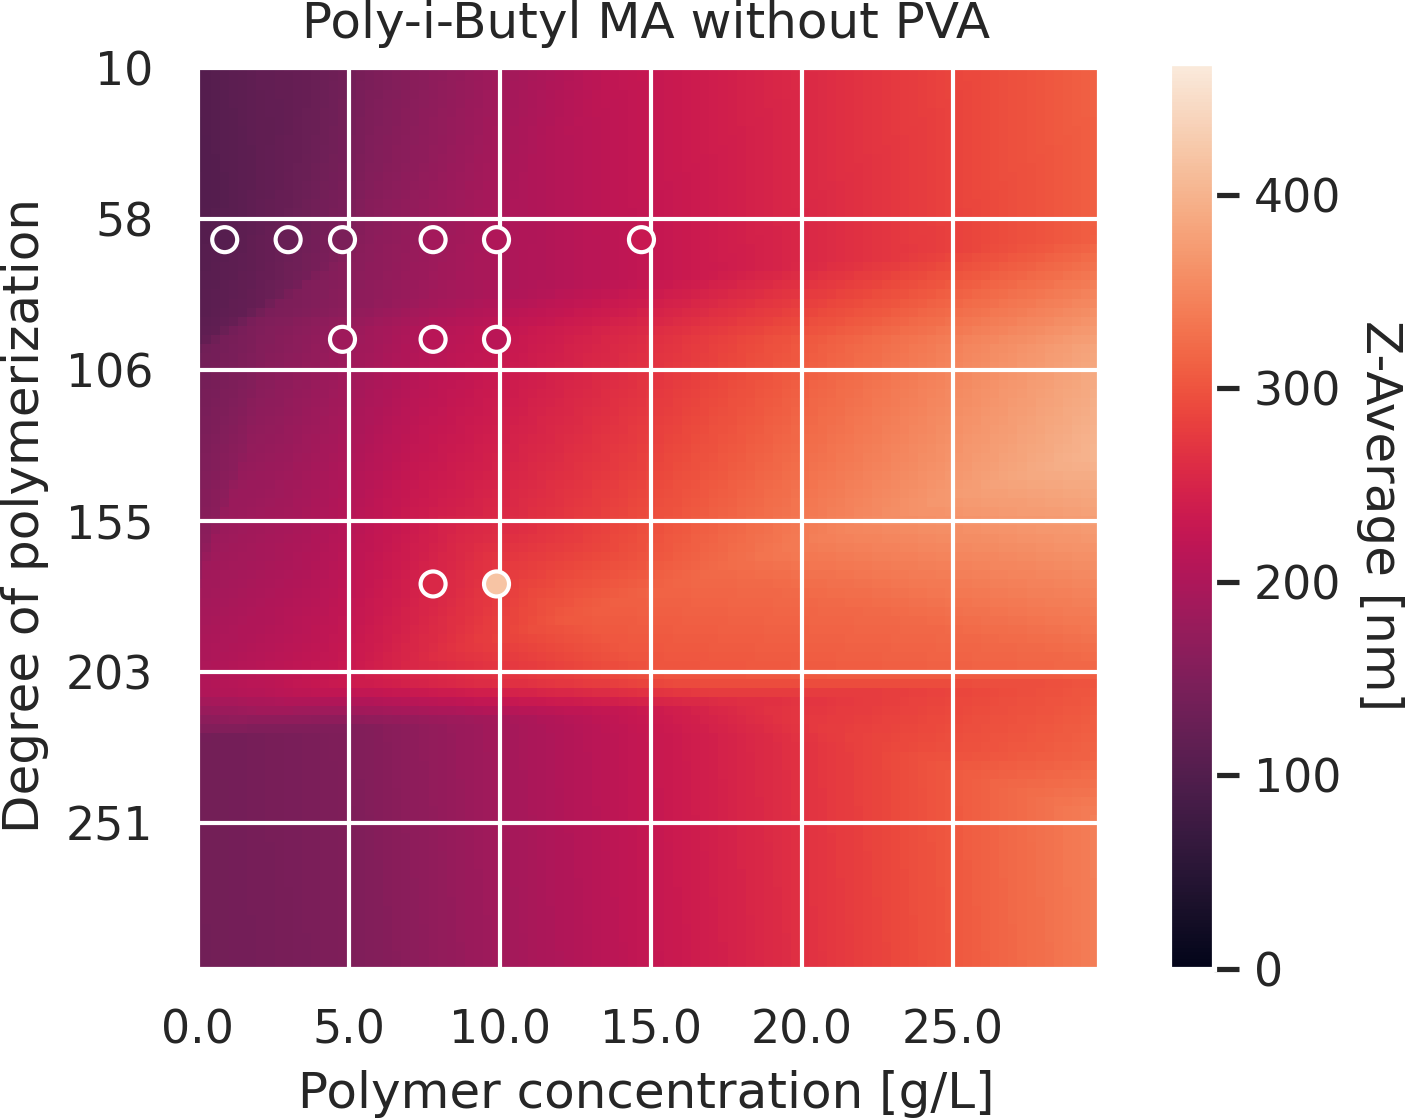 Poly-i-Butyl MA without PVA
10
58
106
155
203
251
Degree of polymerization
0.0 5.0 10.0 15.0 20.0 25.0
Polymer concentration [g/L]
400
300
200
100
0
Z-Average [nm]